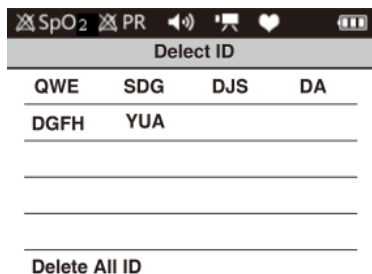 SpO2 PR
Delect ID
QWE SDG DJS DA
DGFH YUA
Delete All ID